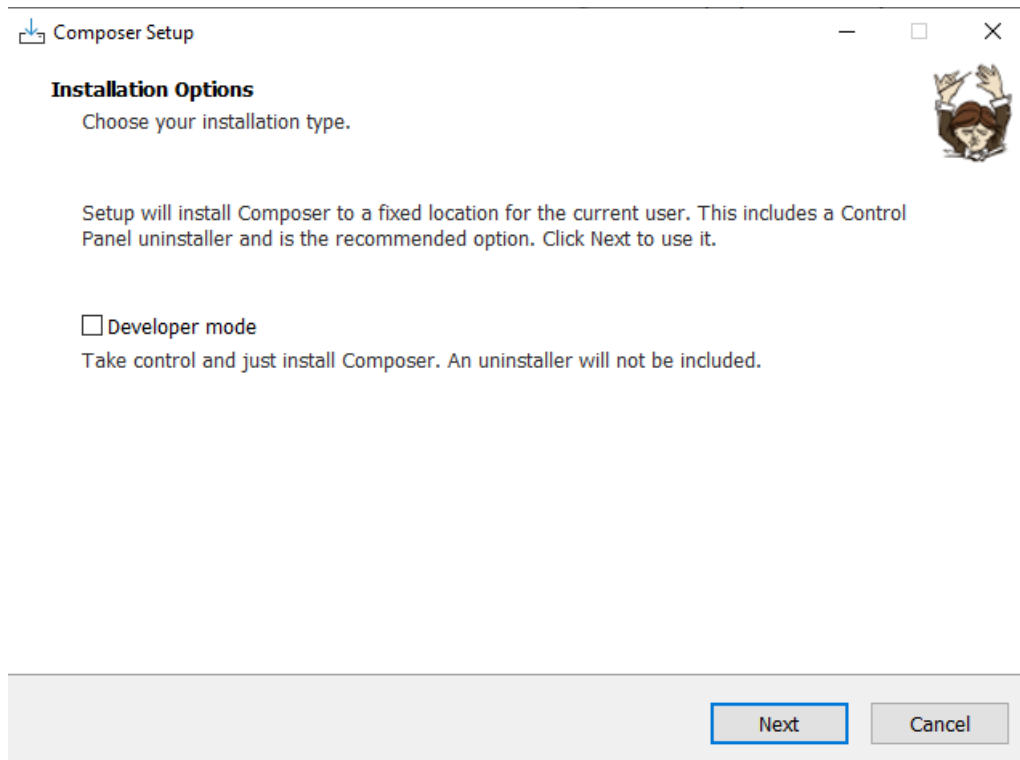 Composer Setup
Installation Options
Choose your installation type.
Setup will install Composer to a fixed location for the current user. This includes a Control
Panel uninstaller and is the recommended option. Click Next to use it.
Developer mode
Take control and just install Composer. An uninstaller will not be included.
Next
Cancel